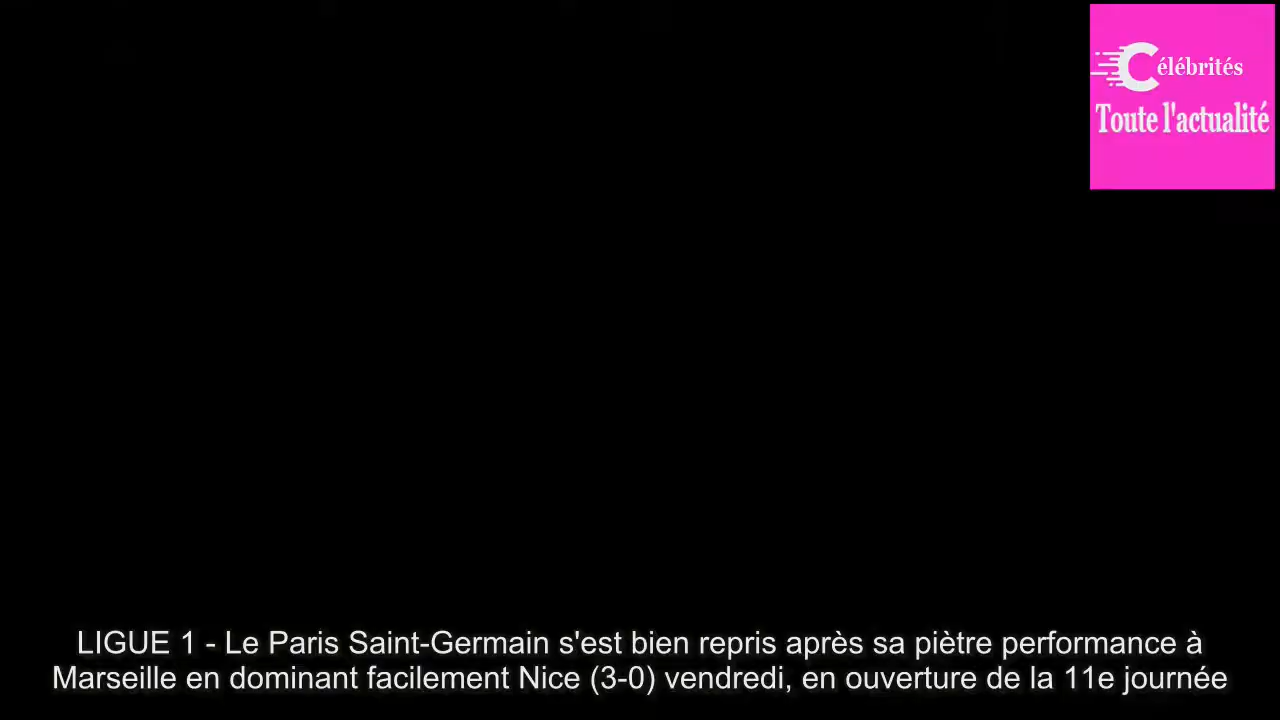 Célébrités
Toute l'actualité
LIGUE 1 - Le Paris Saint-Germain s'est bien repris après sa piètre performance à
Marseille en dominant facilement Nice (3-0) vendredi, en ouverture de la 11e journée